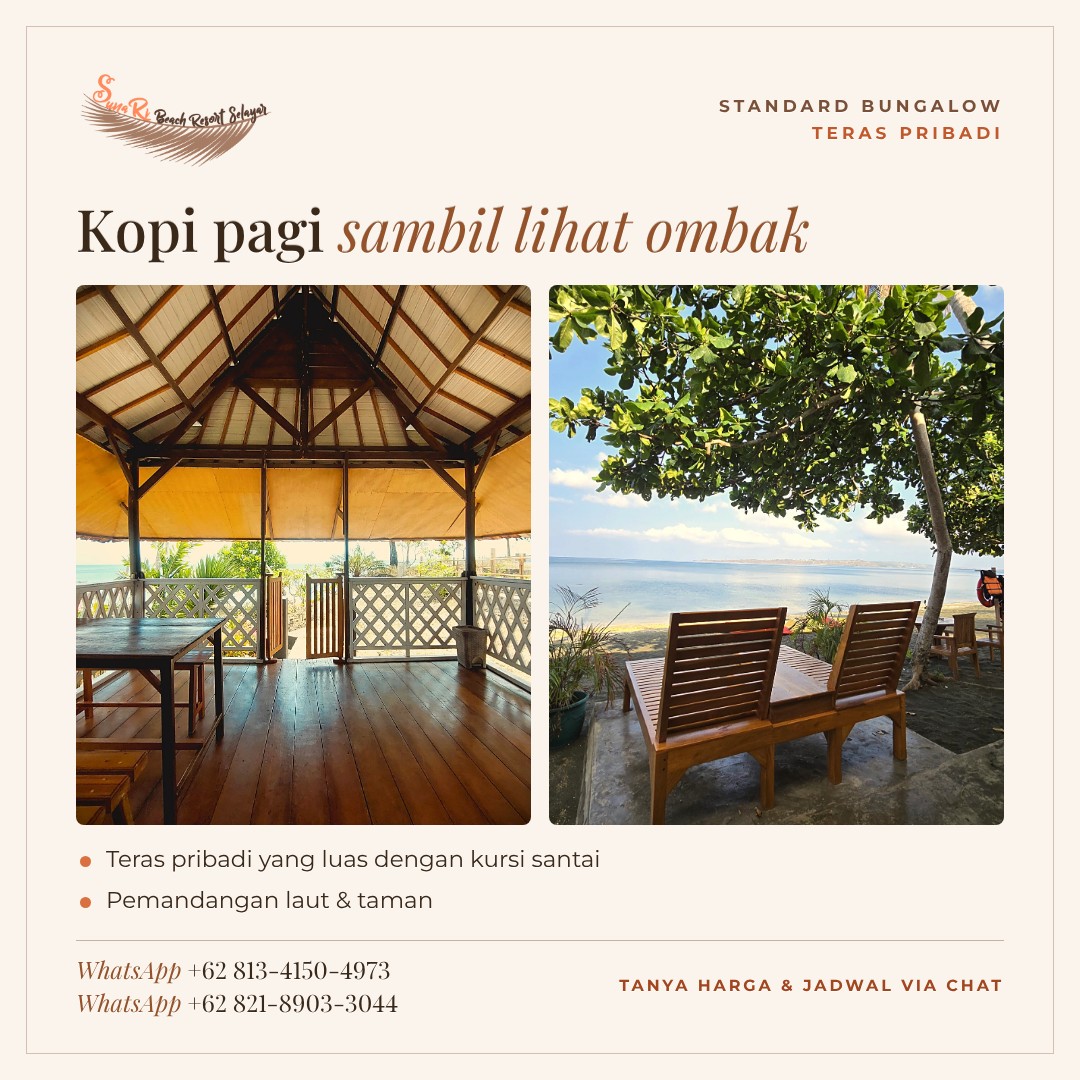 SunaRi Beach Resort Selayar
STANDARD BUNGALOW
TERAS PRIBADI
Kopi pagi sambil lihat ombak
Teras pribadi yang luas dengan kursi santai
Pemandangan laut & taman
WhatsApp +62 813-4150-4973
WhatsApp +62 821-8903-3044
TANYA HARGA & JADWAL VIA CHAT